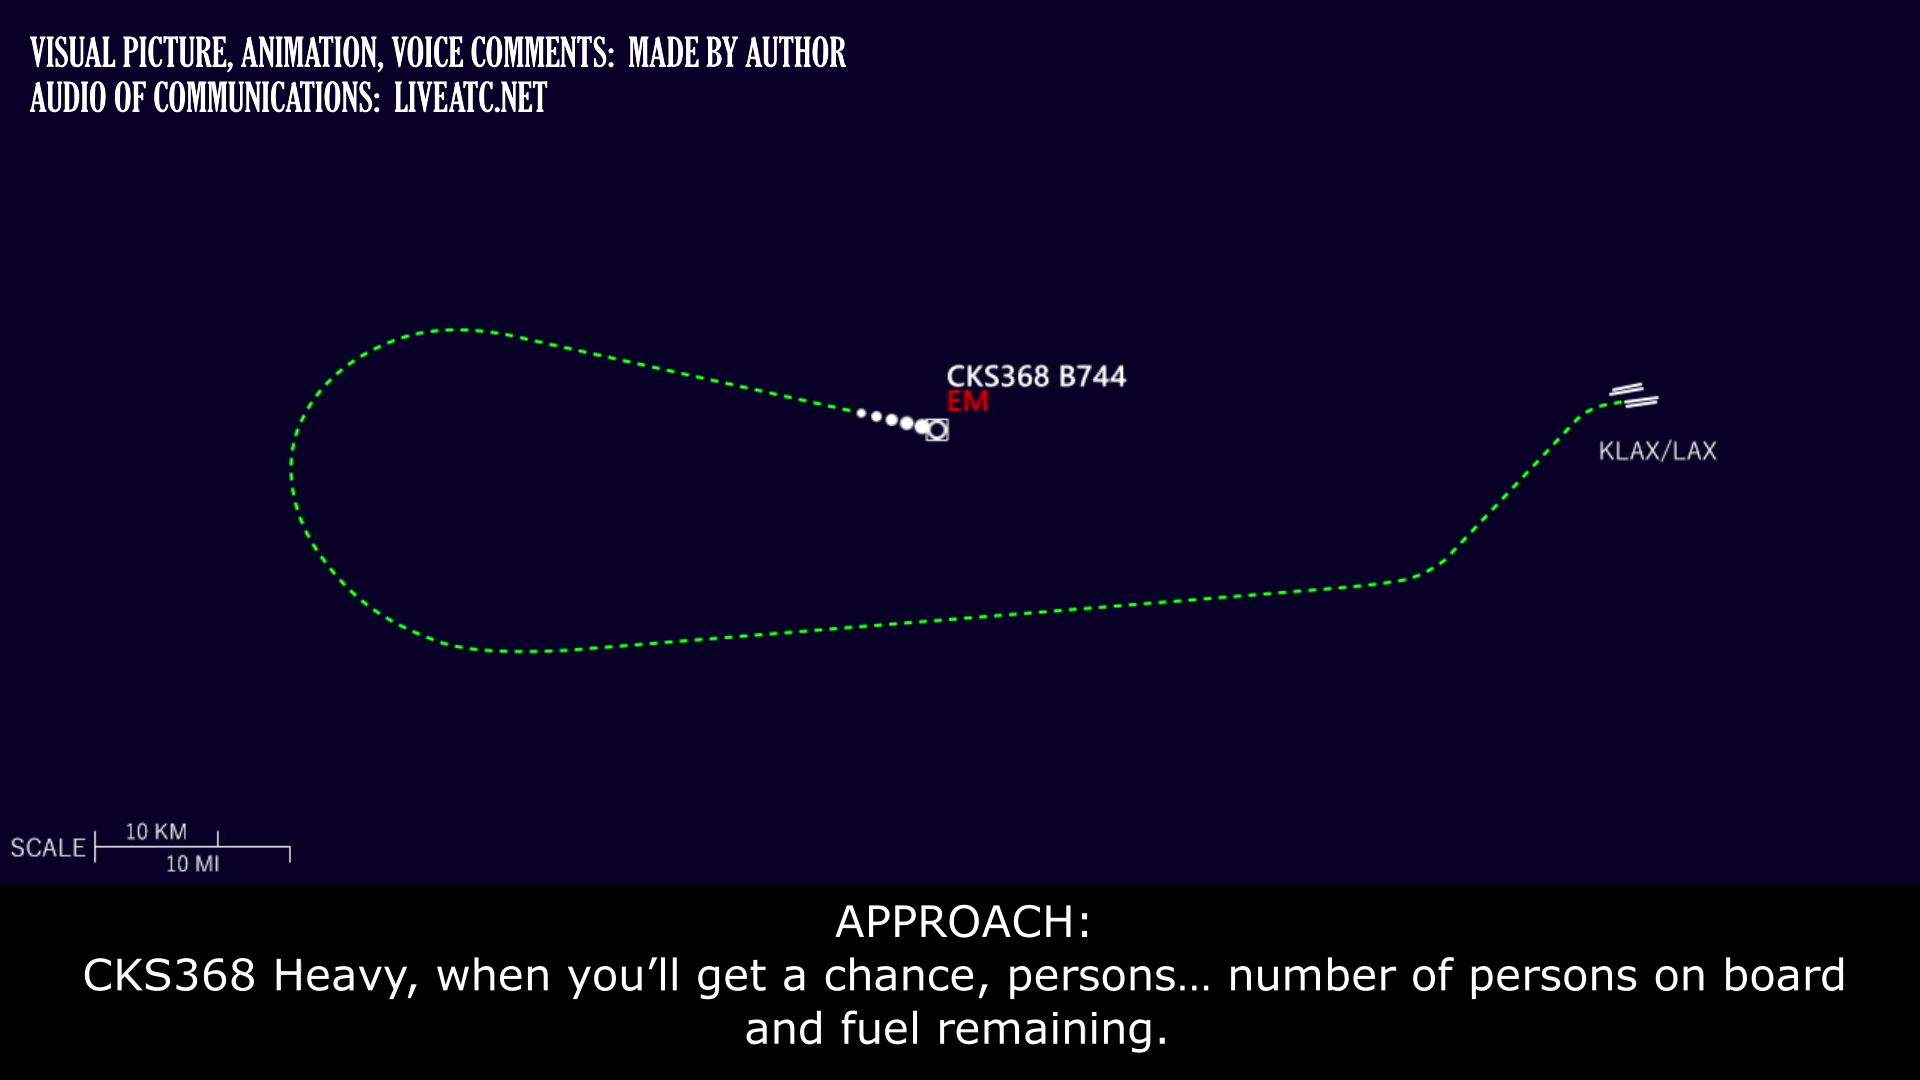 VISUAL PICTURE, ANIMATION, VOICE COMMENTS: MADE BY AUTHOR
AUDIO OF COMMUNICATIONS: LIVEATC.NET
CKS368 B744
EM
KLAX/LAX
10 KM
SCALE
10 MI
APPROACH:
CKS368 Heavy, when you’ll get a chance, persons... number of persons on board
and fuel remaining.